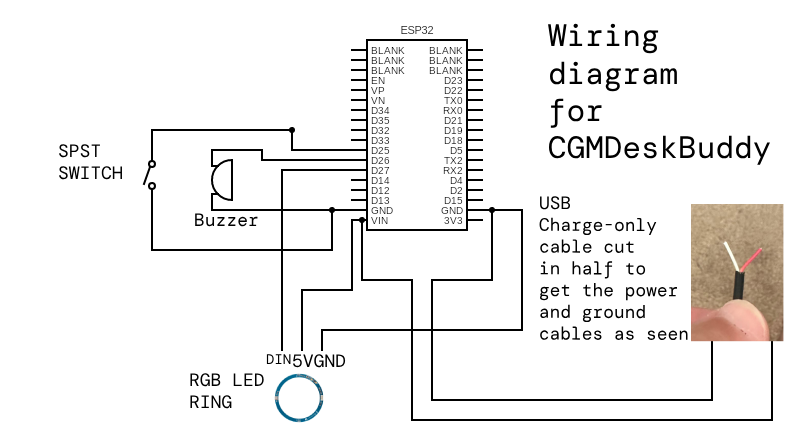 ESP32
Wiring
diagram
for
CGMDeskBuddy
BLANK BLANK
BLANK BLANK
BLANK BLANK
EN D23
VP D22
VN TX0
D34 RX0
D35 D21
D32 D19
D33 D18
D25 D5
D26 TX2
D27 RX2
D14 D4
D12 D2
D13 D15
GND GND
VIN 3V3
SPST
SWITCH
Buzzer
USB
Charge-only
cable cut
in half to
get the power
and ground
cables as seen
DIN 5V GND
RGB LED
RING